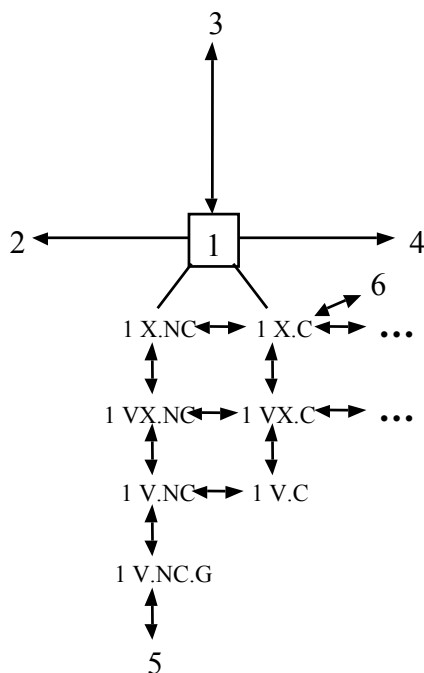 3
2 1 4
6
1 X.NC 1 X.C ...
1 VX.NC 1 VX.C ...
1 V.NC 1 V.C
1 V.NC.G
5